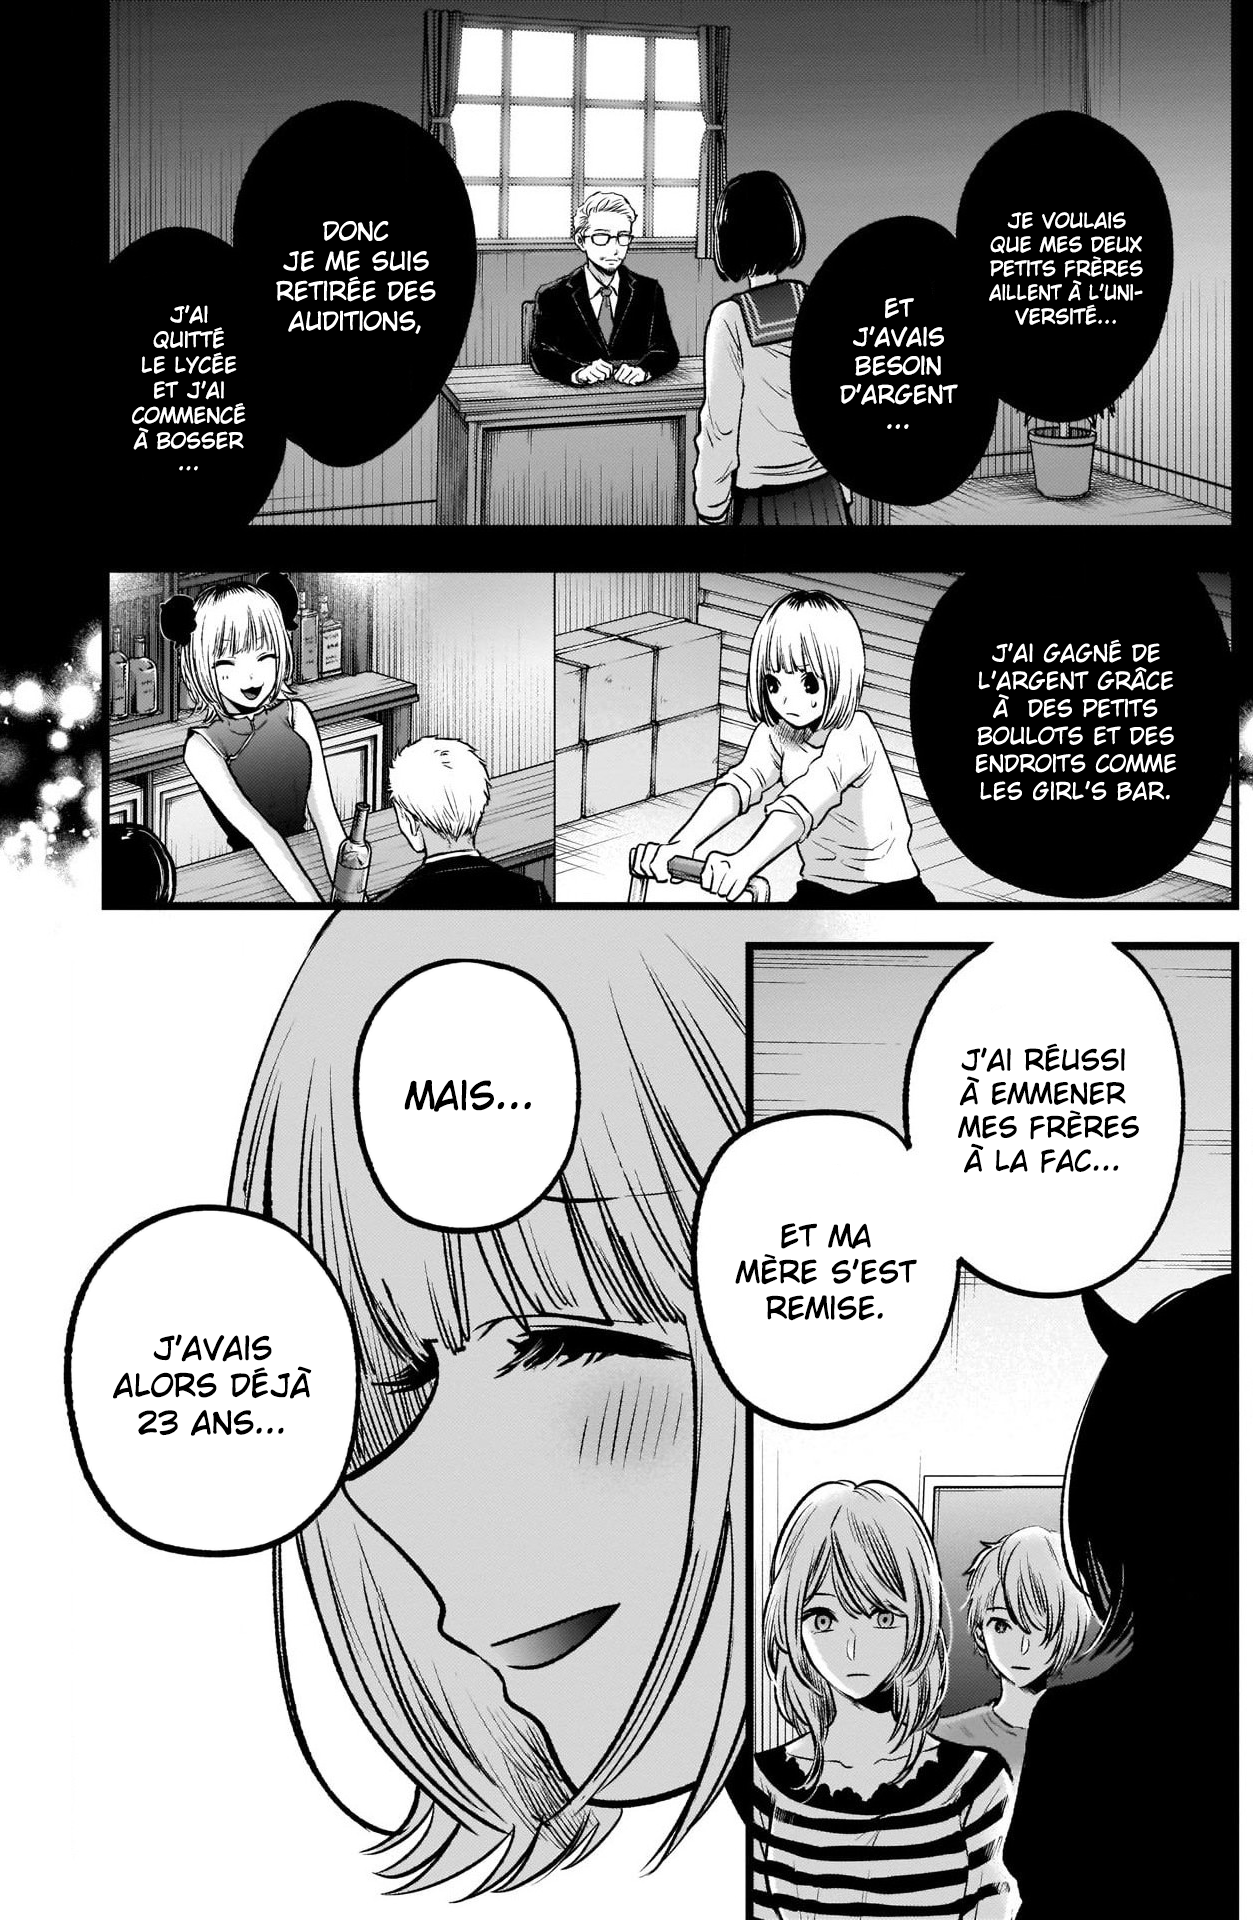 JE VOULAIS
QUE MES DEUX
PETITS FRÈRES
AILLENT À L'UNI-
VERSITÉ...
ET
J'AVAIS
BESOIN
D'ARGENT
...
DONC
JE ME SUIS
RETIRÉE DES
AUDITIONS,
J'AI
QUITTÉ
LE LYCÉE
ET J'AI
COMMENCÉ
À BOSSER
...
J'AI GAGNÉ DE
L'ARGENT GRÂCE
À DES PETITS
BOULOTS ET DES
ENDROITS COMME
LES GIRL'S BAR.
J'AI RÉUSSI
À EMMENER
MES FRÈRES
À LA FAC...
ET MA
MÈRE S'EST
REMISE.
MAIS...
J'AVAIS
ALORS DÉJÀ
23 ANS...